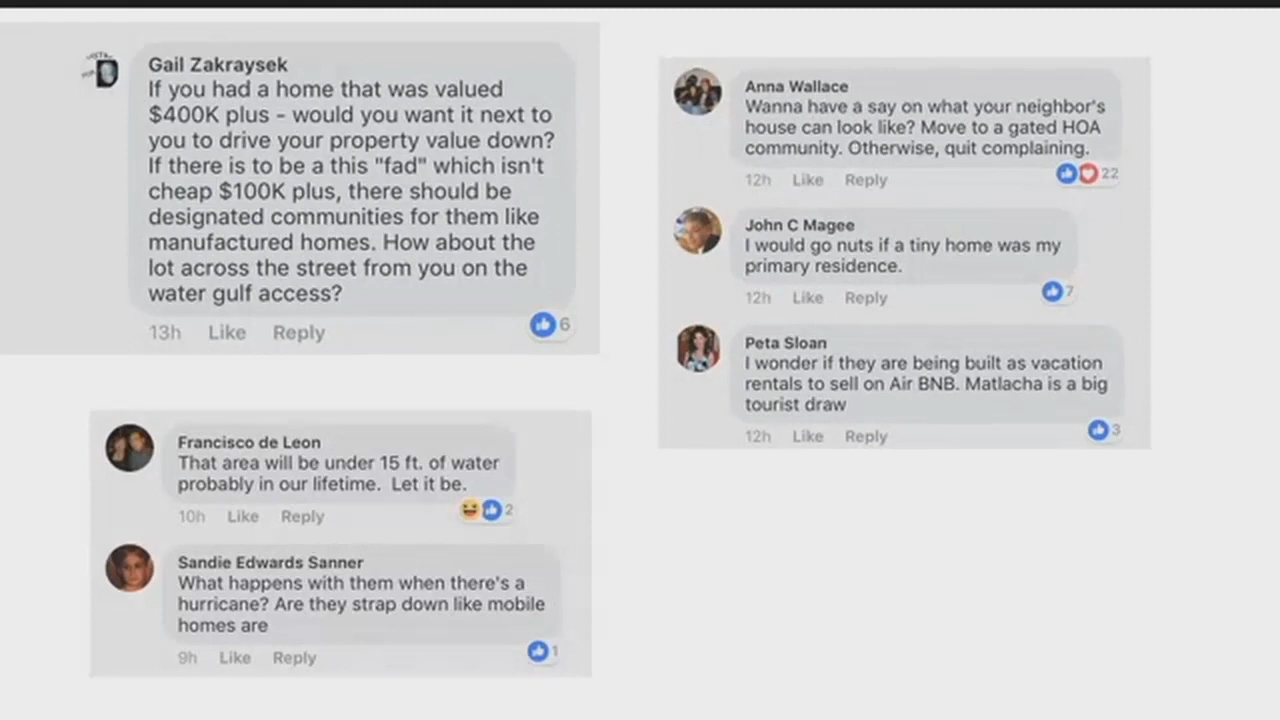 Gail Zakraysek
If you had a home that was valued
$400K plus - would you want it next to
you to drive your property value down?
If there is to be a this "fad" which isn't
cheap $100K plus, there should be
designated communities for them like
manufactured homes. How about the
lot across the street from you on the
water gulf access?
13h Like Reply 6
Francisco de Leon
That area will be under 15 ft. of water
probably in our lifetime. Let it be.
10h Like Reply 2
Sandie Edwards Sanner
What happens with them when there's a
hurricane? Are they strap down like mobile
homes are
9h Like Reply 1
Anna Wallace
Wanna have a say on what your neighbor's
house can look like? Move to a gated HOA
community. Otherwise, quit complaining.
12h Like Reply 22
John C Magee
I would go nuts if a tiny home was my
primary residence.
12h Like Reply 7
Peta Sloan
I wonder if they are being built as vacation
rentals to sell on Air BNB. Matlacha is a big
tourist draw
12h Like Reply 3